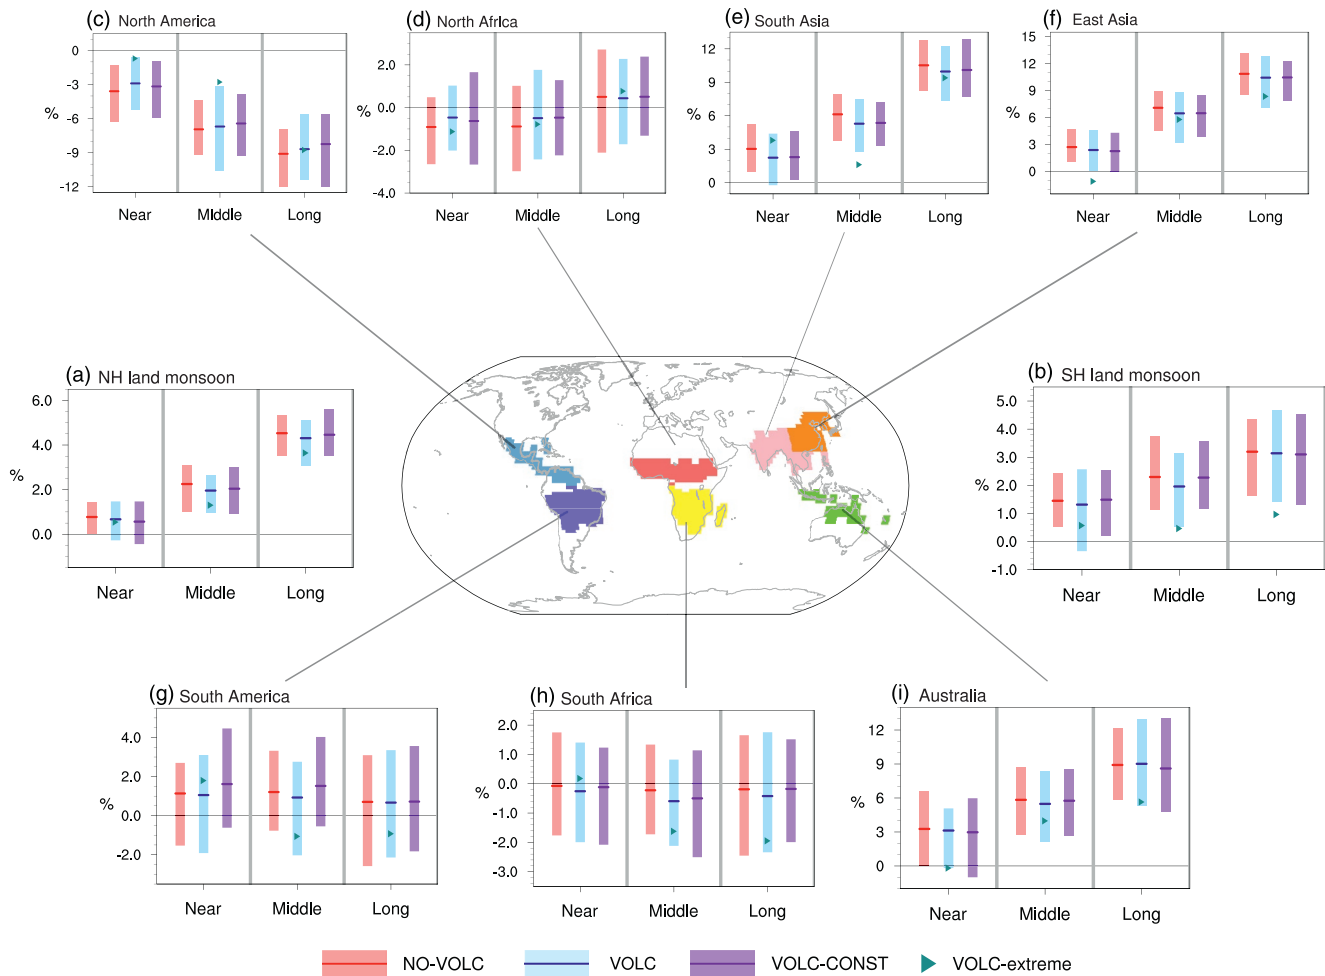 (c) North America
0
-3
-6
-9
-12
%
Near MIddle Long
(d) North Africa
2.0
0.0
-2.0
-4.0
%
Near Middle Long
(e) South Asia
12
9
6
3
0
%
Near Middle Long
(f) East Asia
15
12
9
6
3
0
%
Near Middle Long
(a) NH land monsoon
6.0
4.0
2.0
0.0
%
Near Middle Long
(b) SH land monsoon
5.0
4.0
3.0
2.0
1.0
0.0
-1.0
%
Near Middle Long
(g) South America
4.0
2.0
0.0
-2.0
%
Near Middle Long
(h) South Africa
2.0
1.0
0.0
-1.0
-2.0
-3.0
%
Near Middle Long
(i) Australia
12
9
6
3
0
%
Near Middle Long
NO-VOLC VOLC VOLC-CONST VOLC-extreme